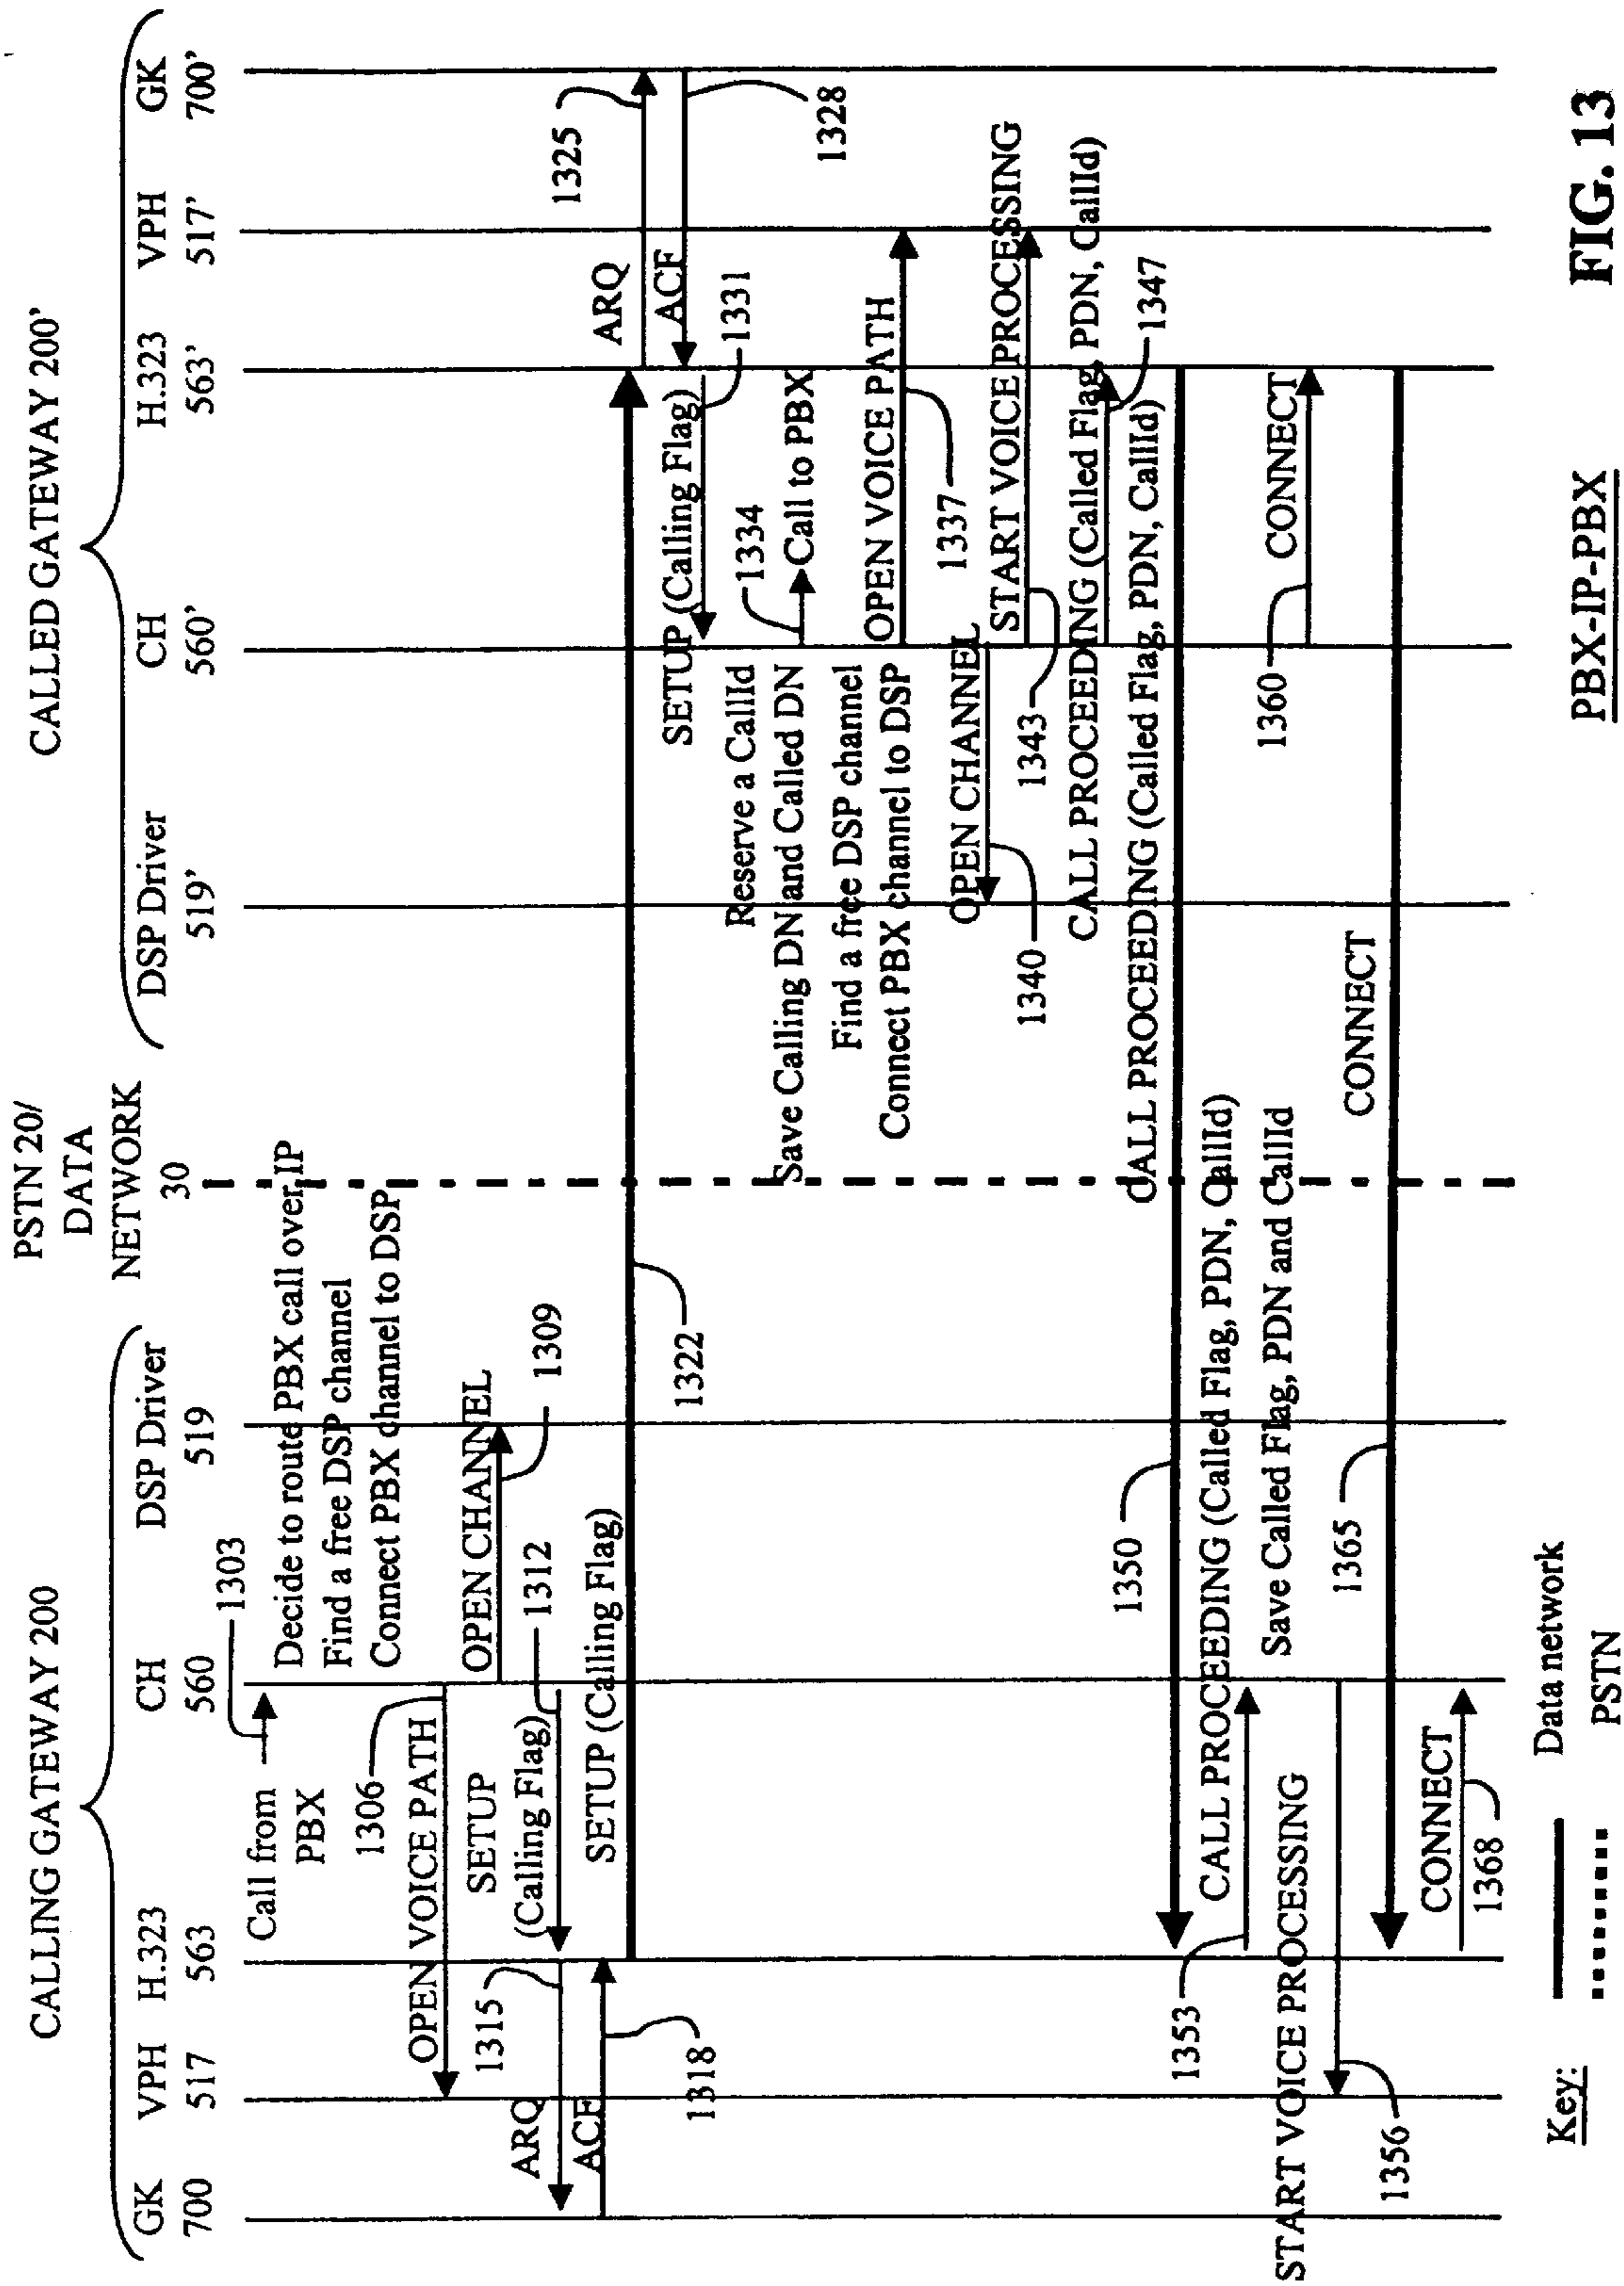 CALLING GATEWAY 200
PSTN 20/
DATA
NETWORK
30
CALLED GATEWAY 200'
GK
700
VPH
517
H.323
563
CH
560
DSP Driver
519
DSP Driver
519'
CH
560'
H.323
563'
VPH
517'
GK
700'
Call from
PBX
1303
Decide to route PBX call over IP
Find a free DSP channel
Connect PBX channel to DSP
1306
OPEN VOICE PATH
OPEN CHANNEL
1309
SETUP
(Calling Flag)
1312
1315
ARQ
ACF
1318
SETUP (Calling Flag)
1322
ARQ
1325
ACF
1328
SETUP (Calling Flag)
1331
Reserve a CallId
Save Calling DN and Called DN
Find a free DSP channel
Connect PBX channel to DSP
1334
Call to PBX
OPEN VOICE PATH
1337
OPEN CHANNEL
1340
START VOICE PROCESSING
1343
CALL PROCEEDING (Called Flag, PDN, CallId)
1347
CALL PROCEEDING (Called Flag, PDN, CallId)
1350
CALL PROCEEDING (Called Flag, PDN, CallId)
1353
Save Called Flag, PDN and CallId
START VOICE PROCESSING
1356
CONNECT
1360
CONNECT
1365
CONNECT
1368
Key:
Data network
PSTN
PBX-IP-PBX
FIG. 13